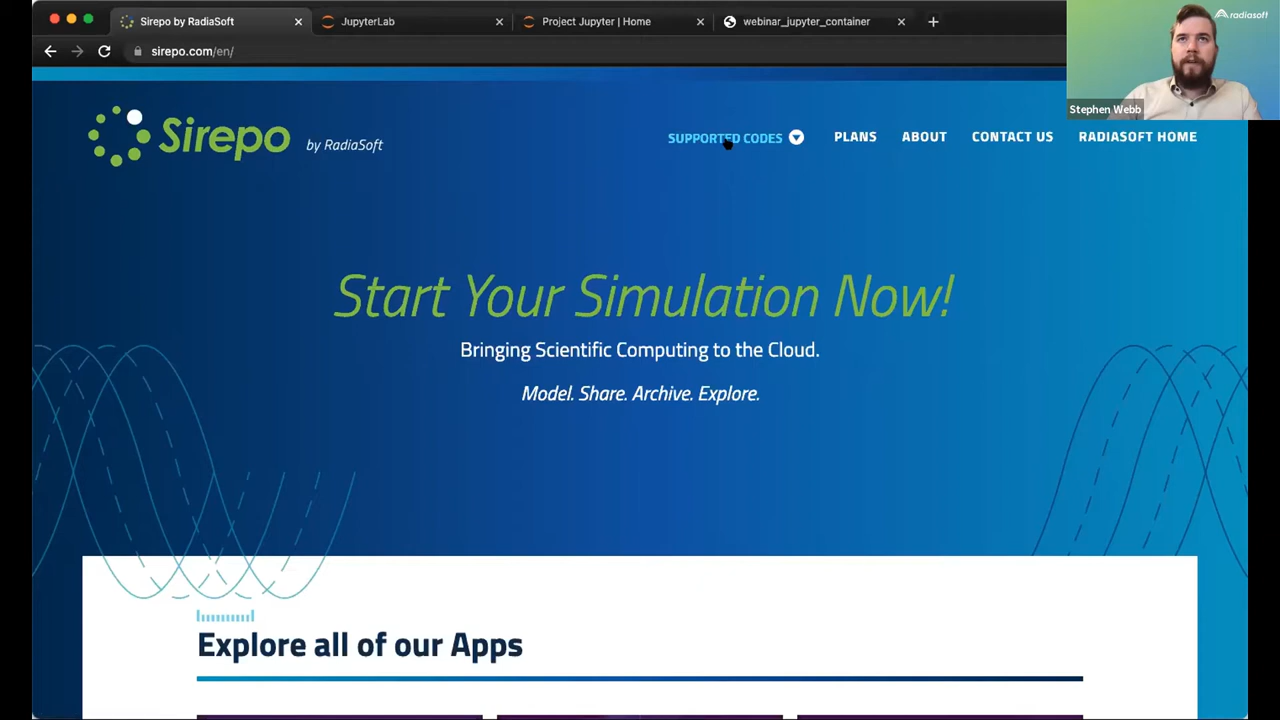 Sirepo by RadiaSoft
JupyterLab
Project Jupyter | Home
webinar_jupyter_container
sirepo.com/en/
radiasoft
Stephen Webb
Sirepo by RadiaSoft
SUPPORTED CODES
PLANS
ABOUT
CONTACT US
RADIASOFT HOME
Start Your Simulation Now!
Bringing Scientific Computing to the Cloud.
Model. Share. Archive. Explore.
Explore all of our Apps